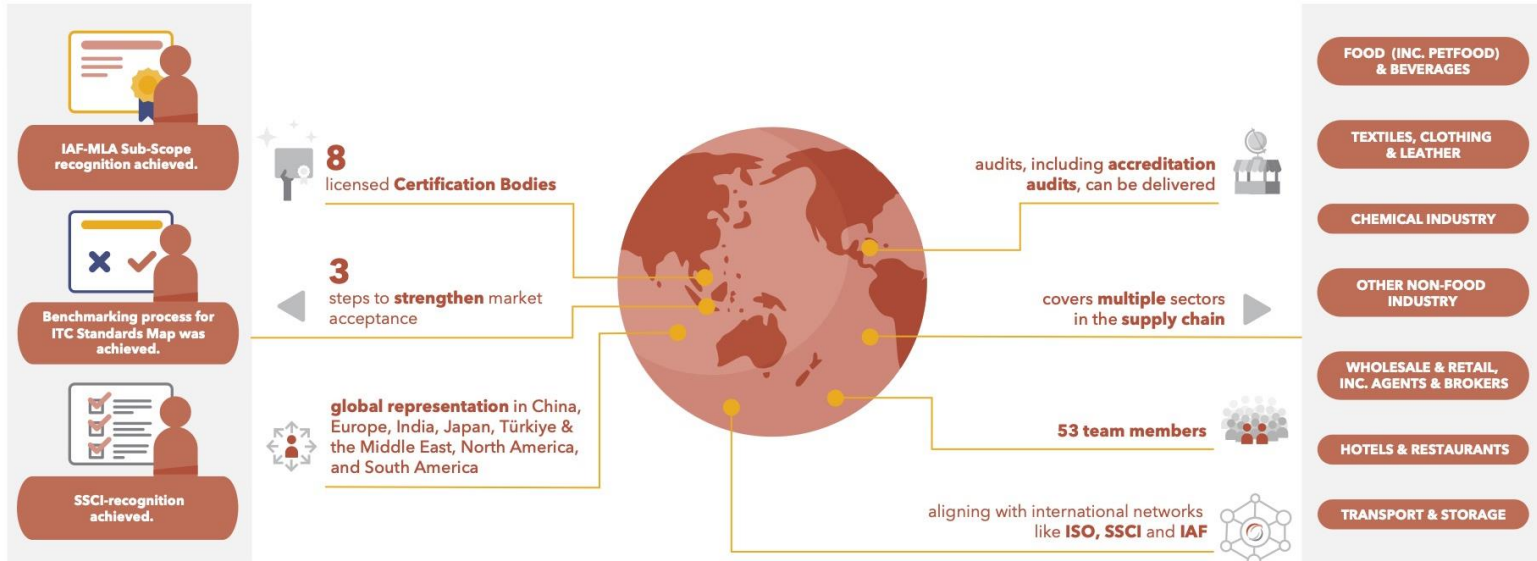 IAF-MLA Sub-Scope
recognition achieved.
Benchmarking process for
ITC Standards Map was
achieved.
SSCI-recognition
achieved.
8
licensed Certification Bodies
3
steps to strengthen market
acceptance
global representation in China,
Europe, India, Japan, Türkiye &
the Middle East, North America,
and South America
audits, including accreditation
audits, can be delivered
covers multiple sectors
in the supply chain
53 team members
aligning with international networks
like ISO, SSCI and IAF
FOOD (INC. PETFOOD)
& BEVERAGES
TEXTILES, CLOTHING
& LEATHER
CHEMICAL INDUSTRY
OTHER NON-FOOD
INDUSTRY
WHOLESALE & RETAIL,
INC. AGENTS & BROKERS
HOTELS & RESTAURANTS
TRANSPORT & STORAGE